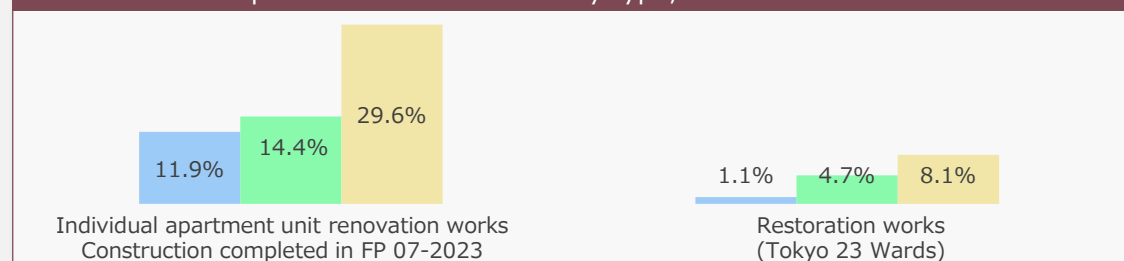 11.9%
14.4%
29.6%
Individual apartment unit renovation works
Construction completed in FP 07-2023
1.1%
4.7%
8.1%
Restoration works
(Tokyo 23 Wards)